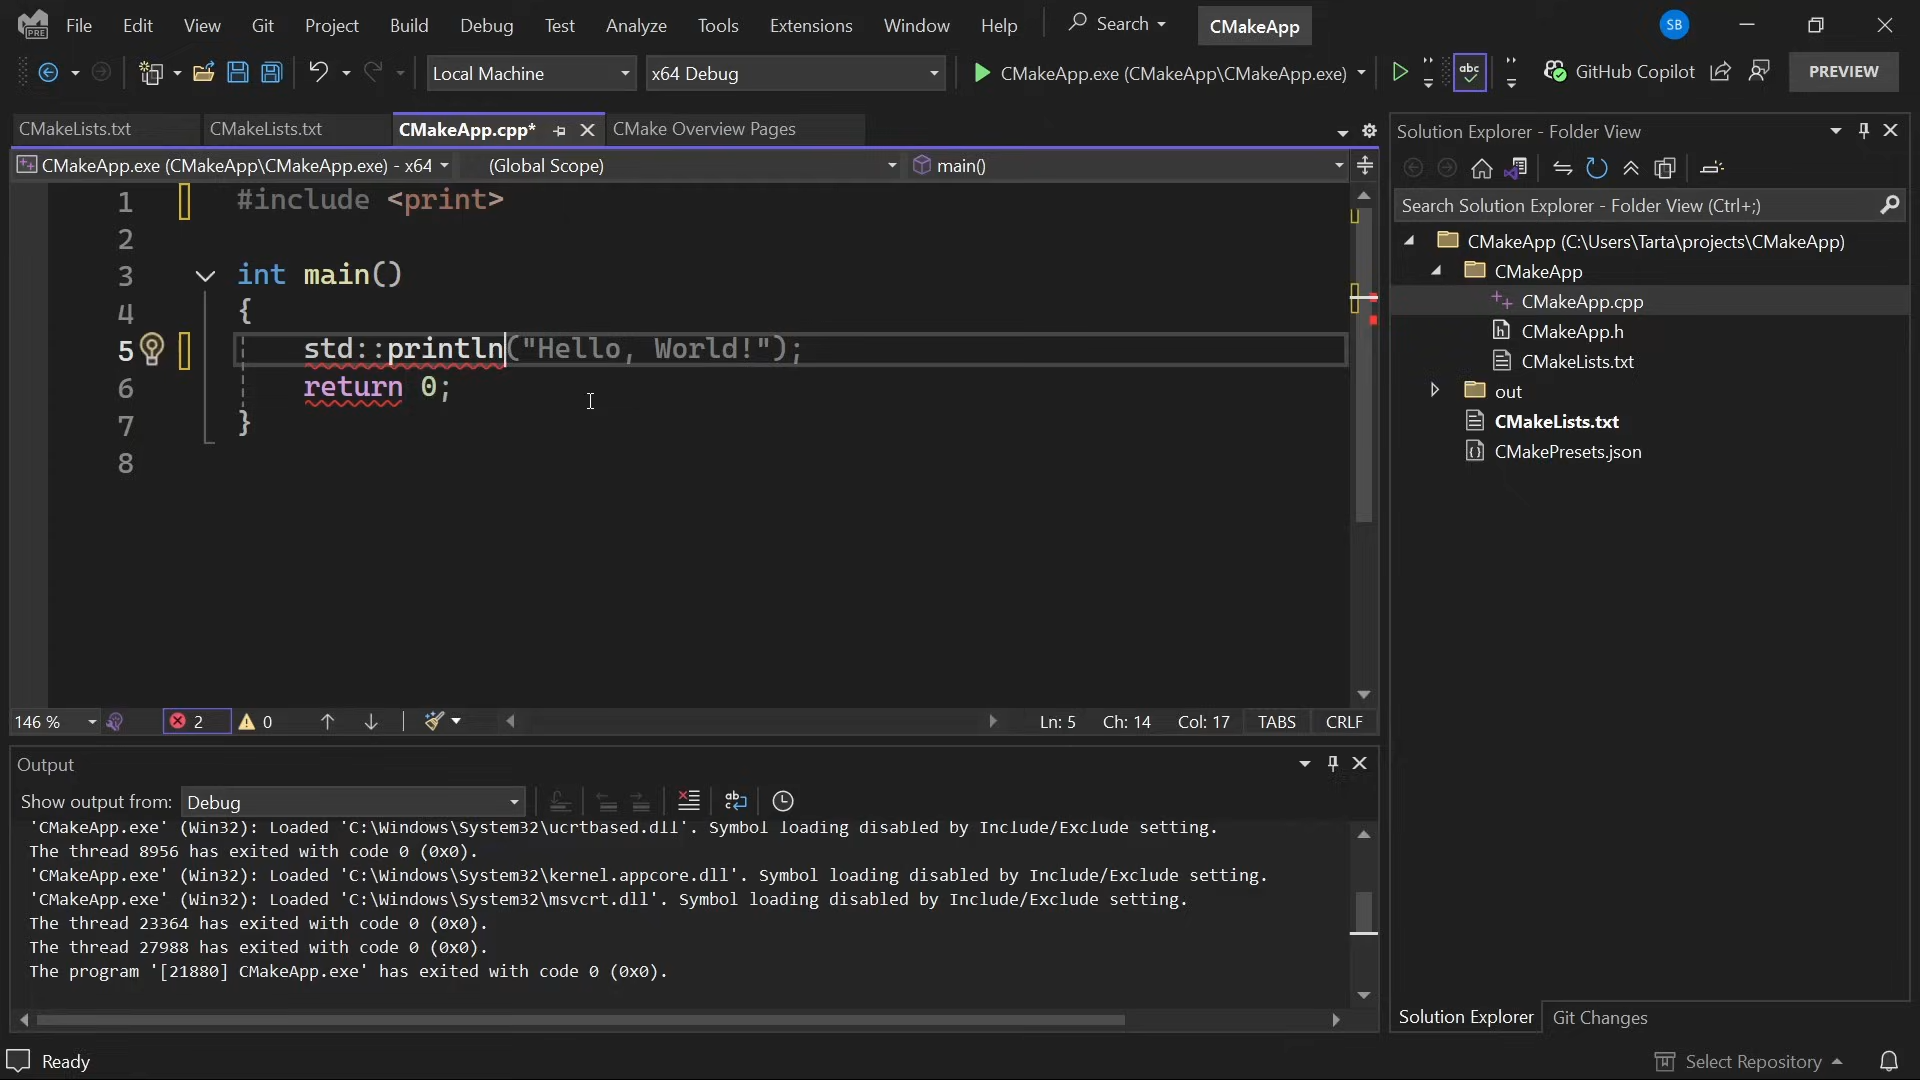 PRE File Edit View Git Project Build Debug Test Analyze Tools Extensions Window Help Search CMakeApp SB
Local Machine x64 Debug CMakeApp.exe (CMakeApp\CMakeApp.exe) abc GitHub Copilot PREVIEW
CMakeLists.txt CMakeLists.txt CMakeApp.cpp* CMake Overview Pages
CMakeApp.exe (CMakeApp\CMakeApp.exe) - x64 (Global Scope) main()
1 #include <print>
2
3 int main()
4 {
5 std::println("Hello, World!");
6 return 0;
7 }
8
146 % 2 0 Ln: 5 Ch: 14 Col: 17 TABS CRLF
Output
Show output from: Debug
'CMakeApp.exe' (Win32): Loaded 'C:\Windows\System32\ucrtbased.dll'. Symbol loading disabled by Include/Exclude setting.
The thread 8956 has exited with code 0 (0x0).
'CMakeApp.exe' (Win32): Loaded 'C:\Windows\System32\kernel.appcore.dll'. Symbol loading disabled by Include/Exclude setting.
'CMakeApp.exe' (Win32): Loaded 'C:\Windows\System32\msvcrt.dll'. Symbol loading disabled by Include/Exclude setting.
The thread 23364 has exited with code 0 (0x0).
The thread 27988 has exited with code 0 (0x0).
The program '[21880] CMakeApp.exe' has exited with code 0 (0x0).
Solution Explorer - Folder View
Search Solution Explorer - Folder View (Ctrl+;)
CMakeApp (C:\Users\Tarta\projects\CMakeApp)
CMakeApp
CMakeApp.cpp
CMakeApp.h
CMakeLists.txt
out
CMakeLists.txt
CMakePresets.json
Solution Explorer Git Changes
Ready Select Repository